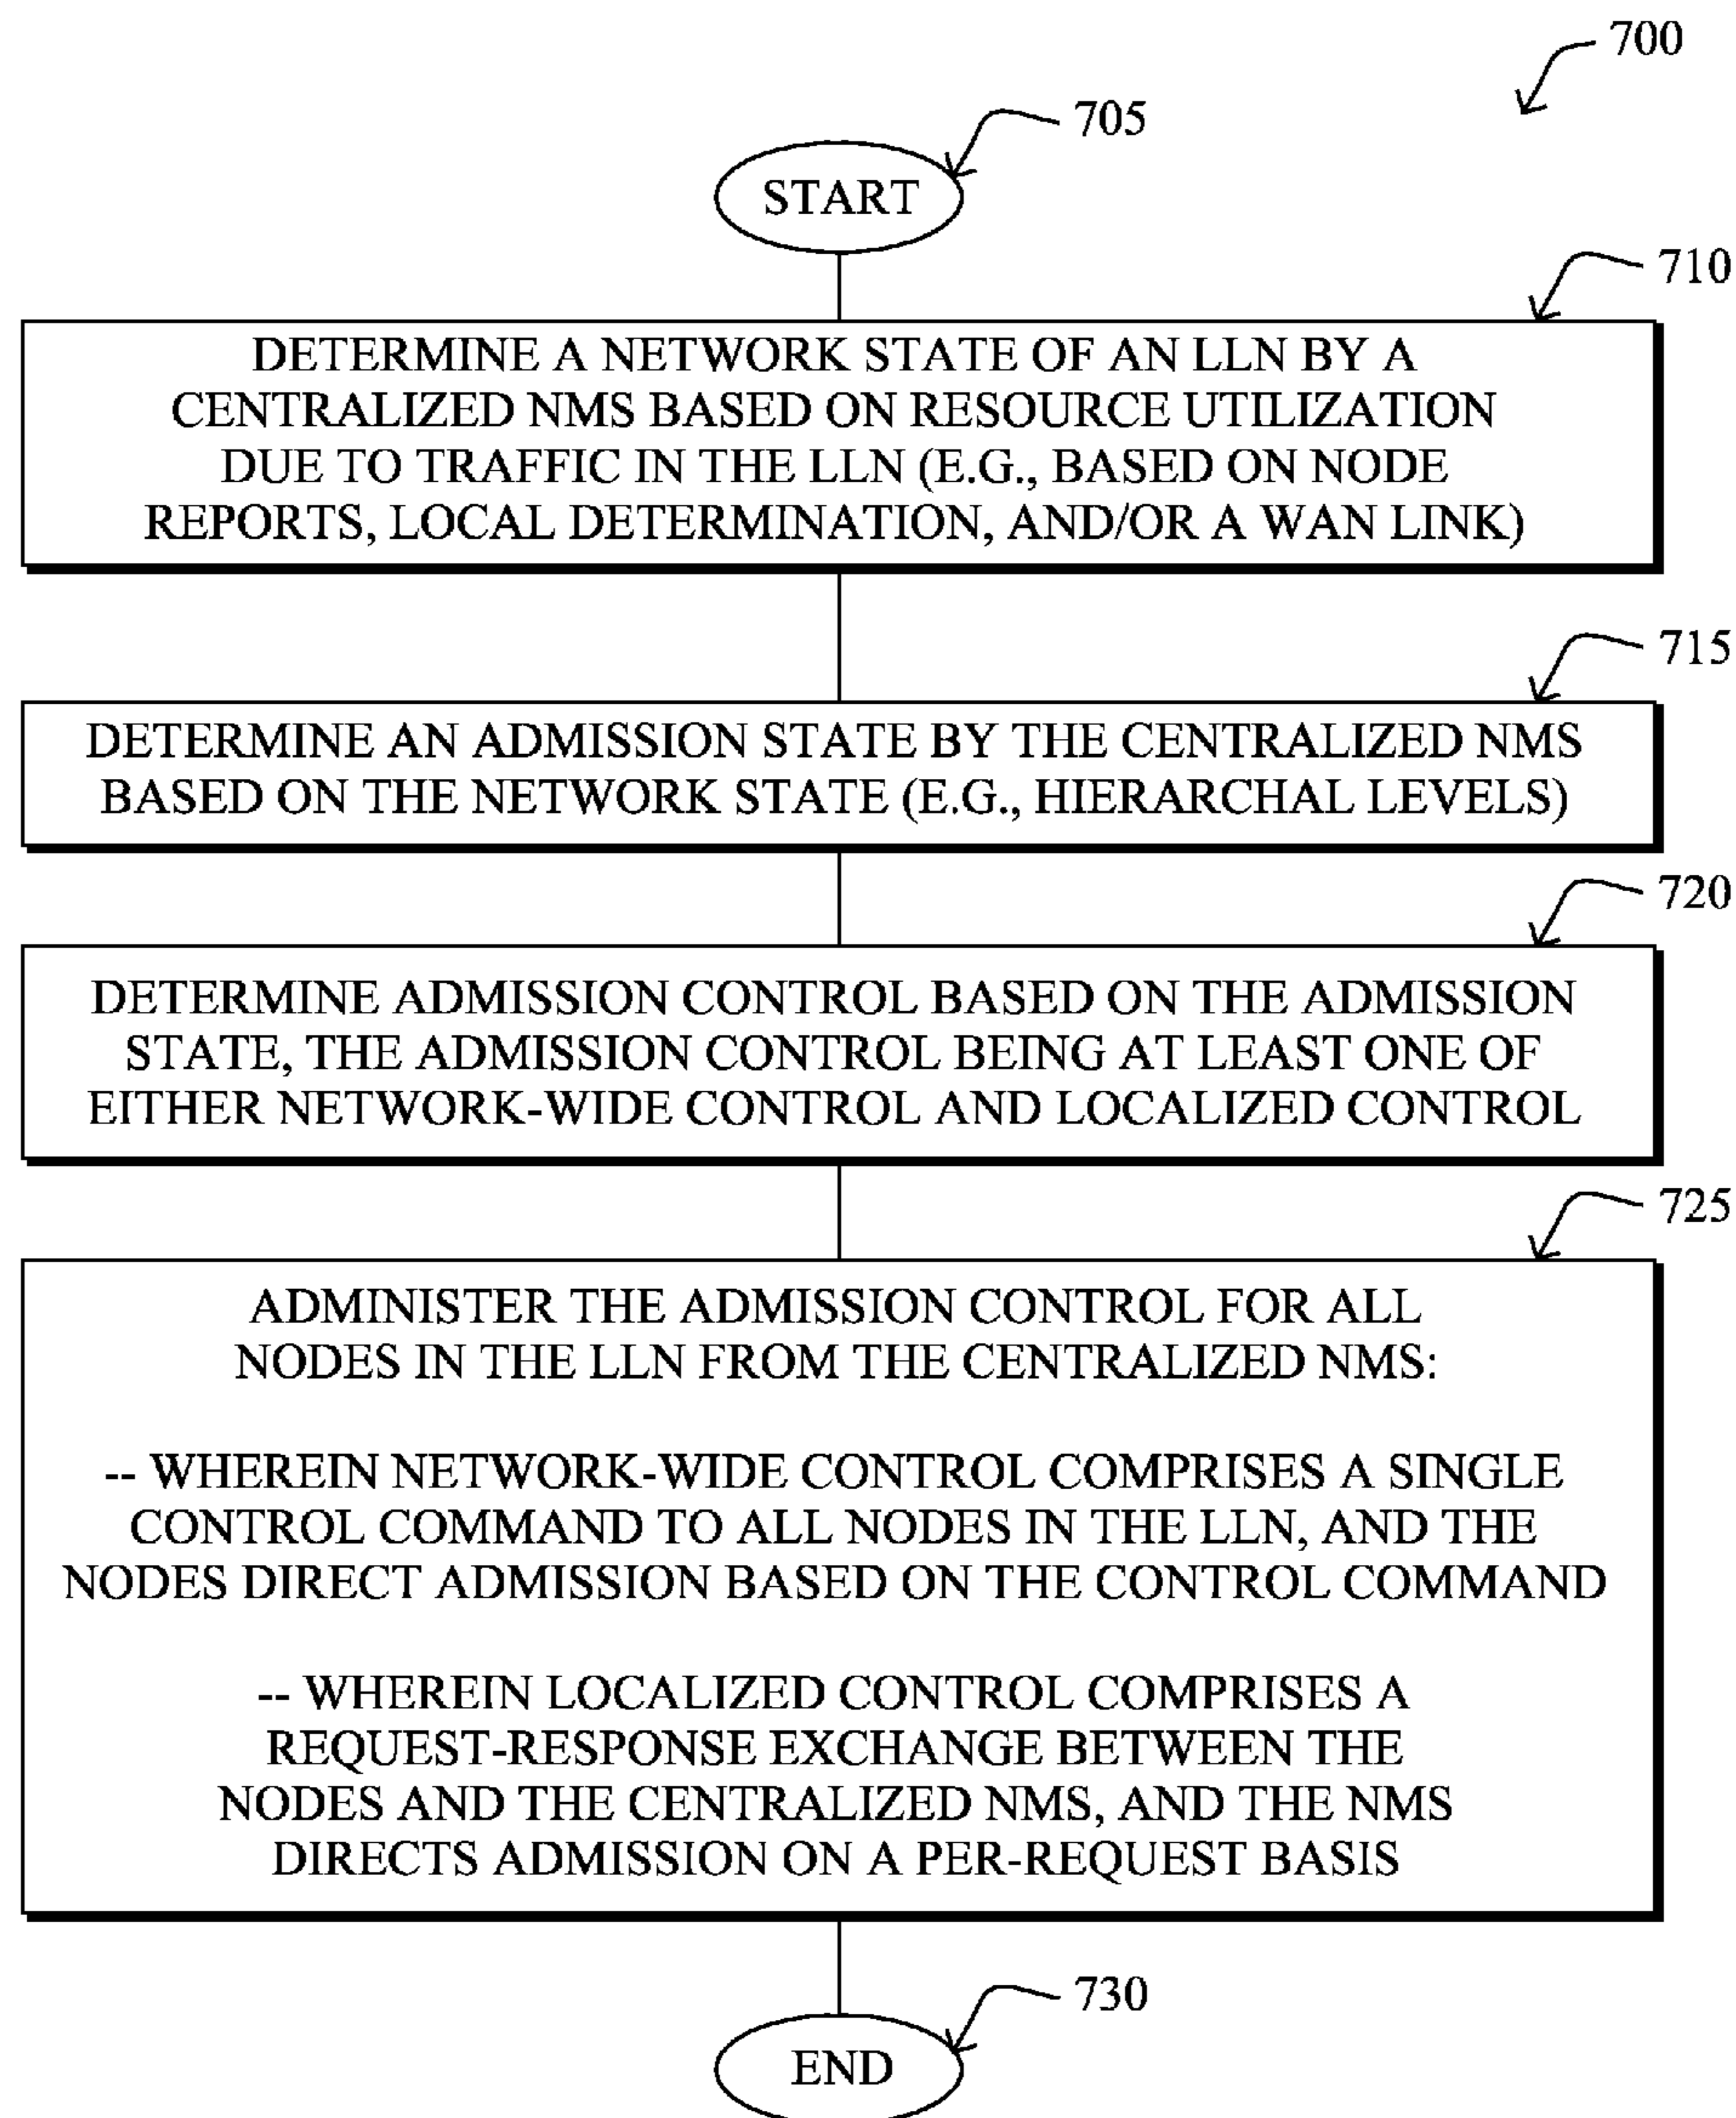 700
705
START
710
DETERMINE A NETWORK STATE OF AN LLN BY A
CENTRALIZED NMS BASED ON RESOURCE UTILIZATION
DUE TO TRAFFIC IN THE LLN (E.G., BASED ON NODE
REPORTS, LOCAL DETERMINATION, AND/OR A WAN LINK)
715
DETERMINE AN ADMISSION STATE BY THE CENTRALIZED NMS
BASED ON THE NETWORK STATE (E.G., HIERARCHAL LEVELS)
720
DETERMINE ADMISSION CONTROL BASED ON THE ADMISSION
STATE, THE ADMISSION CONTROL BEING AT LEAST ONE OF
EITHER NETWORK-WIDE CONTROL AND LOCALIZED CONTROL
725
ADMINISTER THE ADMISSION CONTROL FOR ALL
NODES IN THE LLN FROM THE CENTRALIZED NMS:
-- WHEREIN NETWORK-WIDE CONTROL COMPRISES A SINGLE
CONTROL COMMAND TO ALL NODES IN THE LLN, AND THE
NODES DIRECT ADMISSION BASED ON THE CONTROL COMMAND
-- WHEREIN LOCALIZED CONTROL COMPRISES A
REQUEST-RESPONSE EXCHANGE BETWEEN THE
NODES AND THE CENTRALIZED NMS, AND THE NMS
DIRECTS ADMISSION ON A PER-REQUEST BASIS
730
END